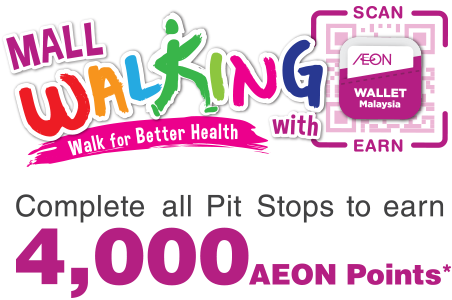 MALL
WALKING
Walk for Better Health
with
SCAN
ÆON
WALLET
Malaysia
EARN
Complete all Pit Stops to earn
4,000 AEON Points*